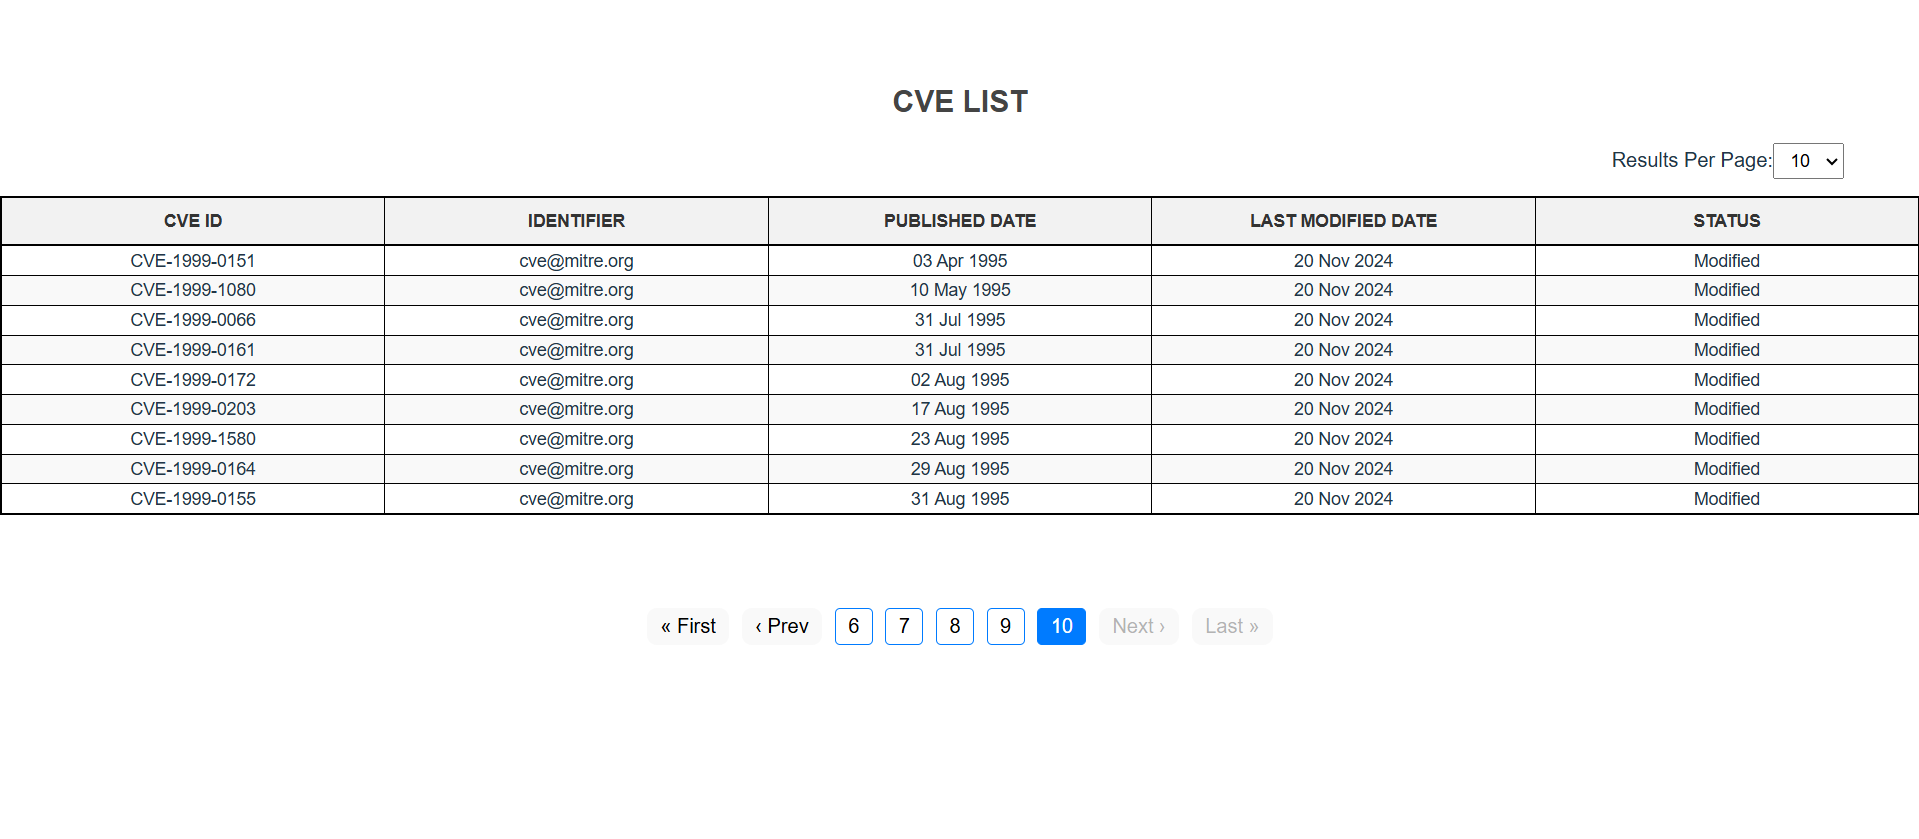 CVE LIST
Results Per Page: 10
CVE ID IDENTIFIER PUBLISHED DATE LAST MODIFIED DATE STATUS
CVE-1999-0151 cve@mitre.org 03 Apr 1995 20 Nov 2024 Modified
CVE-1999-1080 cve@mitre.org 10 May 1995 20 Nov 2024 Modified
CVE-1999-0066 cve@mitre.org 31 Jul 1995 20 Nov 2024 Modified
CVE-1999-0161 cve@mitre.org 31 Jul 1995 20 Nov 2024 Modified
CVE-1999-0172 cve@mitre.org 02 Aug 1995 20 Nov 2024 Modified
CVE-1999-0203 cve@mitre.org 17 Aug 1995 20 Nov 2024 Modified
CVE-1999-1580 cve@mitre.org 23 Aug 1995 20 Nov 2024 Modified
CVE-1999-0164 cve@mitre.org 29 Aug 1995 20 Nov 2024 Modified
CVE-1999-0155 cve@mitre.org 31 Aug 1995 20 Nov 2024 Modified
« First ‹ Prev 6 7 8 9 10 Next › Last »